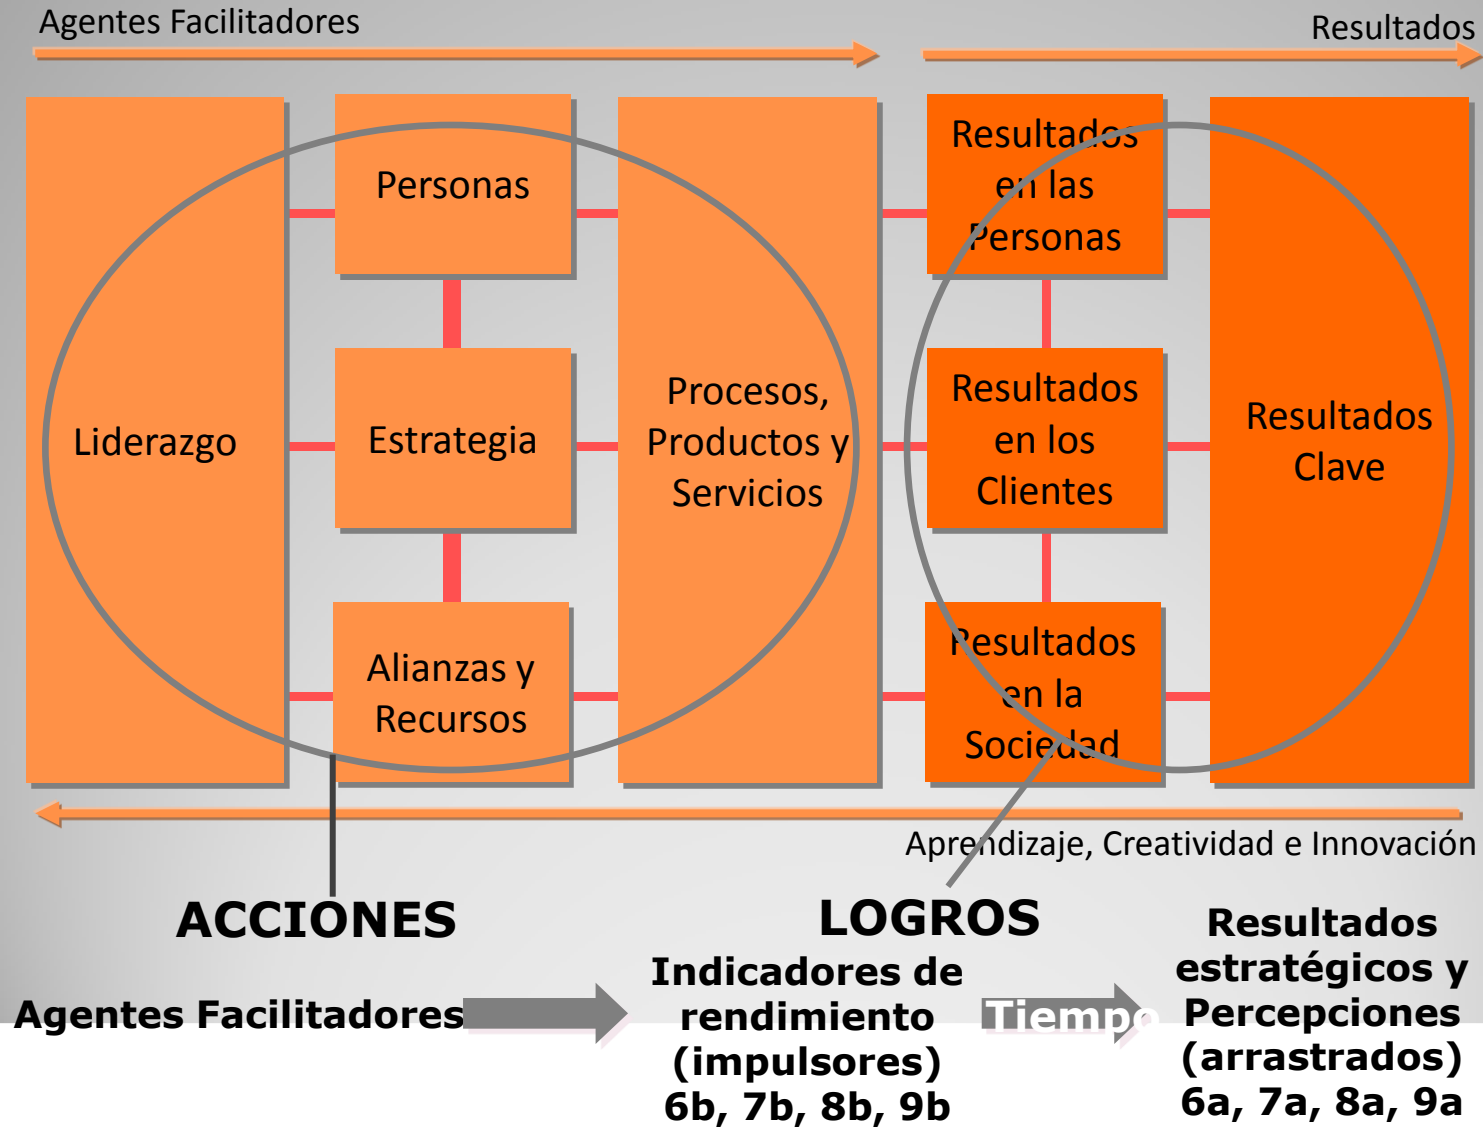 Agentes Facilitadores
Resultados
Liderazgo
Personas
Estrategia
Alianzas y
Recursos
Procesos,
Productos y
Servicios
Resultados
en las
Personas
Resultados
en los
Clientes
Resultados
en la
Sociedad
Resultados
Clave
Aprendizaje, Creatividad e Innovación
ACCIONES
LOGROS
Agentes Facilitadores
Indicadores de
rendimiento
(impulsores)
6b, 7b, 8b, 9b
Tiempo
Resultados
estratégicos y
Percepciones
(arrastrados)
6a, 7a, 8a, 9a